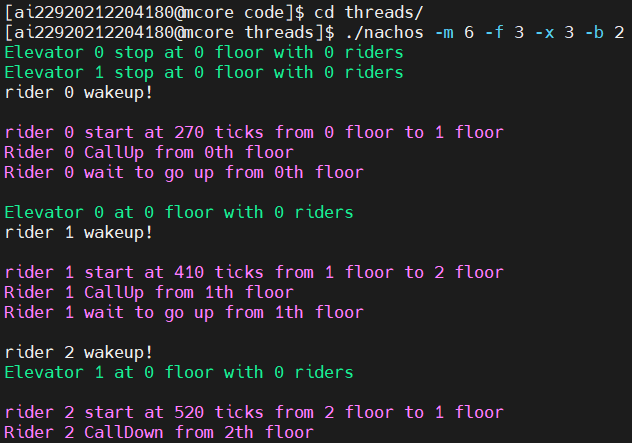 [ai22920212204180@mcore code]$ cd threads/
[ai22920212204180@mcore threads]$ ./nachos -m 6 -f 3 -x 3 -b 2
Elevator 0 stop at 0 floor with 0 riders
Elevator 1 stop at 0 floor with 0 riders
rider 0 wakeup!
rider 0 start at 270 ticks from 0 floor to 1 floor
Rider 0 CallUp from 0th floor
Rider 0 wait to go up from 0th floor
Elevator 0 at 0 floor with 0 riders
rider 1 wakeup!
rider 1 start at 410 ticks from 1 floor to 2 floor
Rider 1 CallUp from 1th floor
Rider 1 wait to go up from 1th floor
rider 2 wakeup!
Elevator 1 at 0 floor with 0 riders
rider 2 start at 520 ticks from 2 floor to 1 floor
Rider 2 CallDown from 2th floor